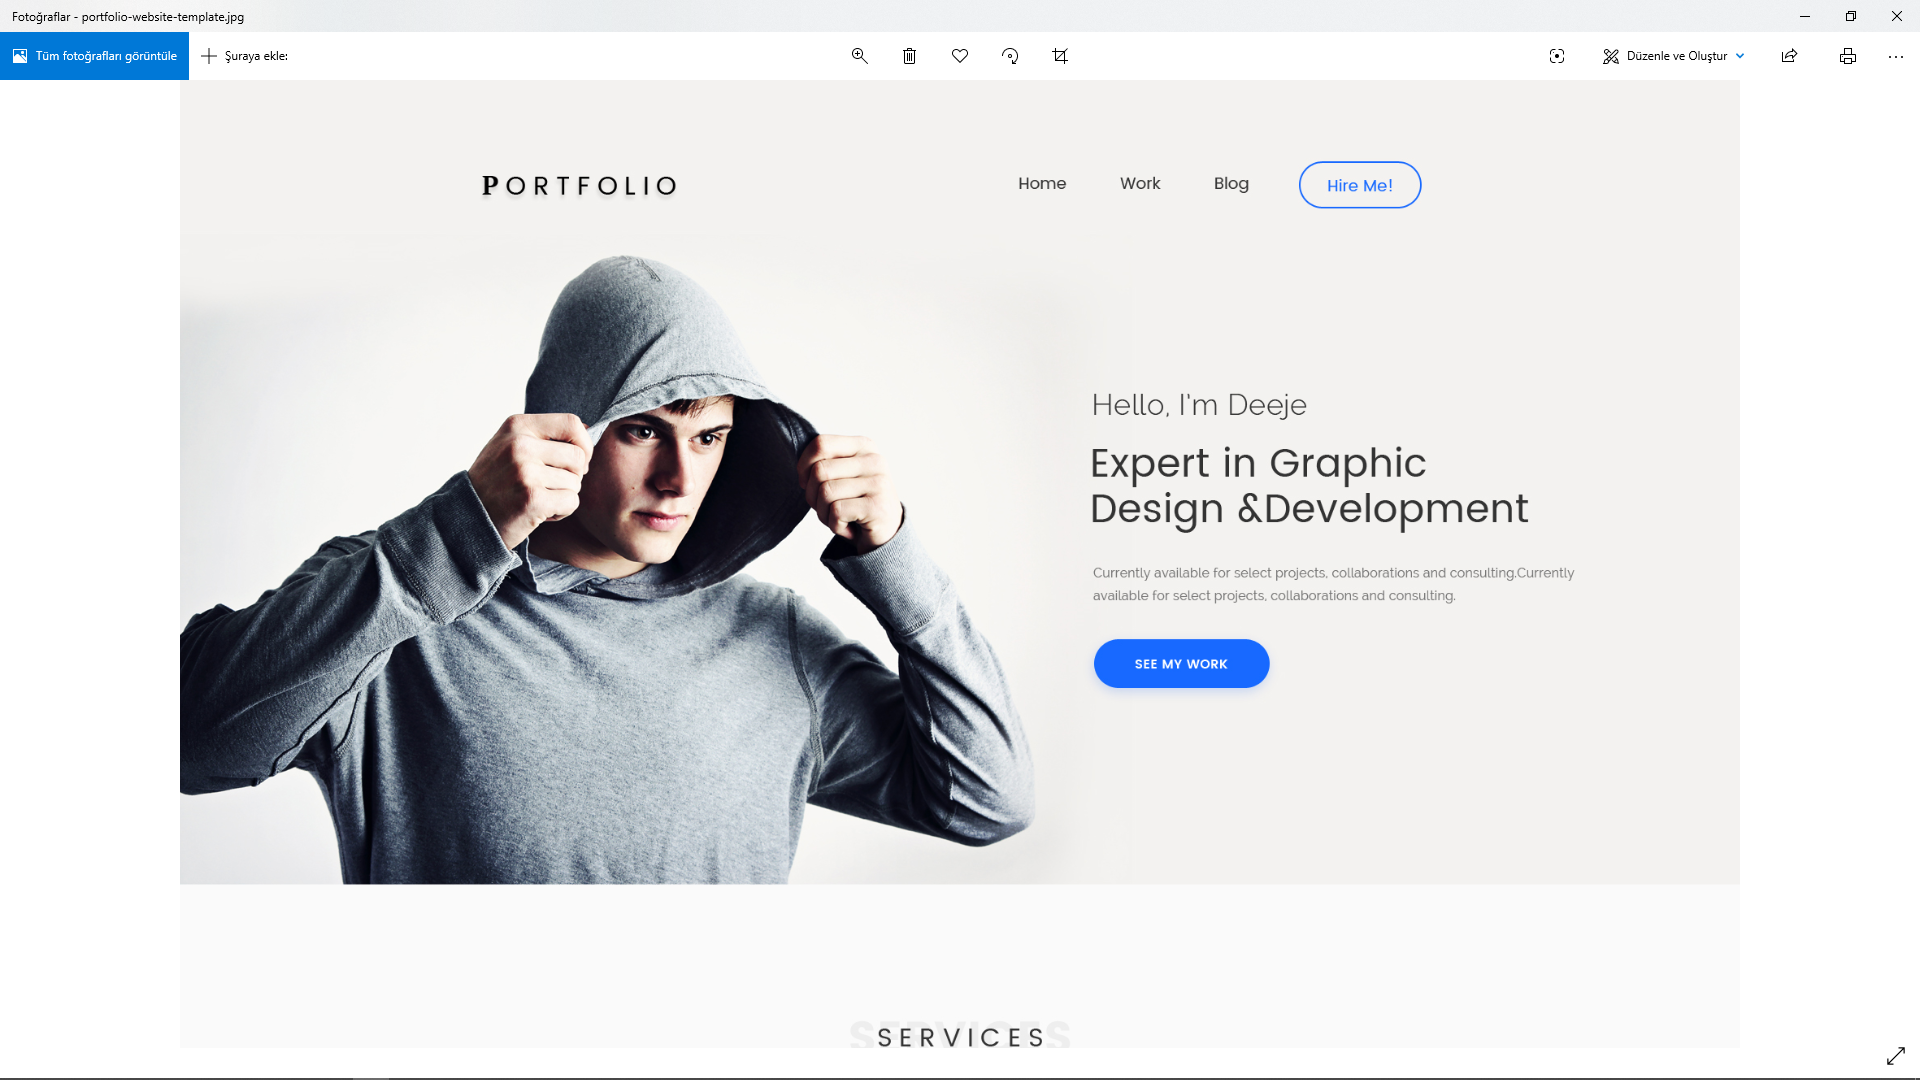 Fotoğraflar - portfolio-website-template.jpg
Tüm fotoğrafları görüntüle
Şuraya ekle:
Düzenle ve Oluştur
PORTFOLIO
Home
Work
Blog
Hire Me!
Hello, I'm Deeje
Expert in Graphic
Design &Development
Currently available for select projects, collaborations and consulting.Currently
available for select projects, collaborations and consulting.
SEE MY WORK
SERVICES
SERVICES